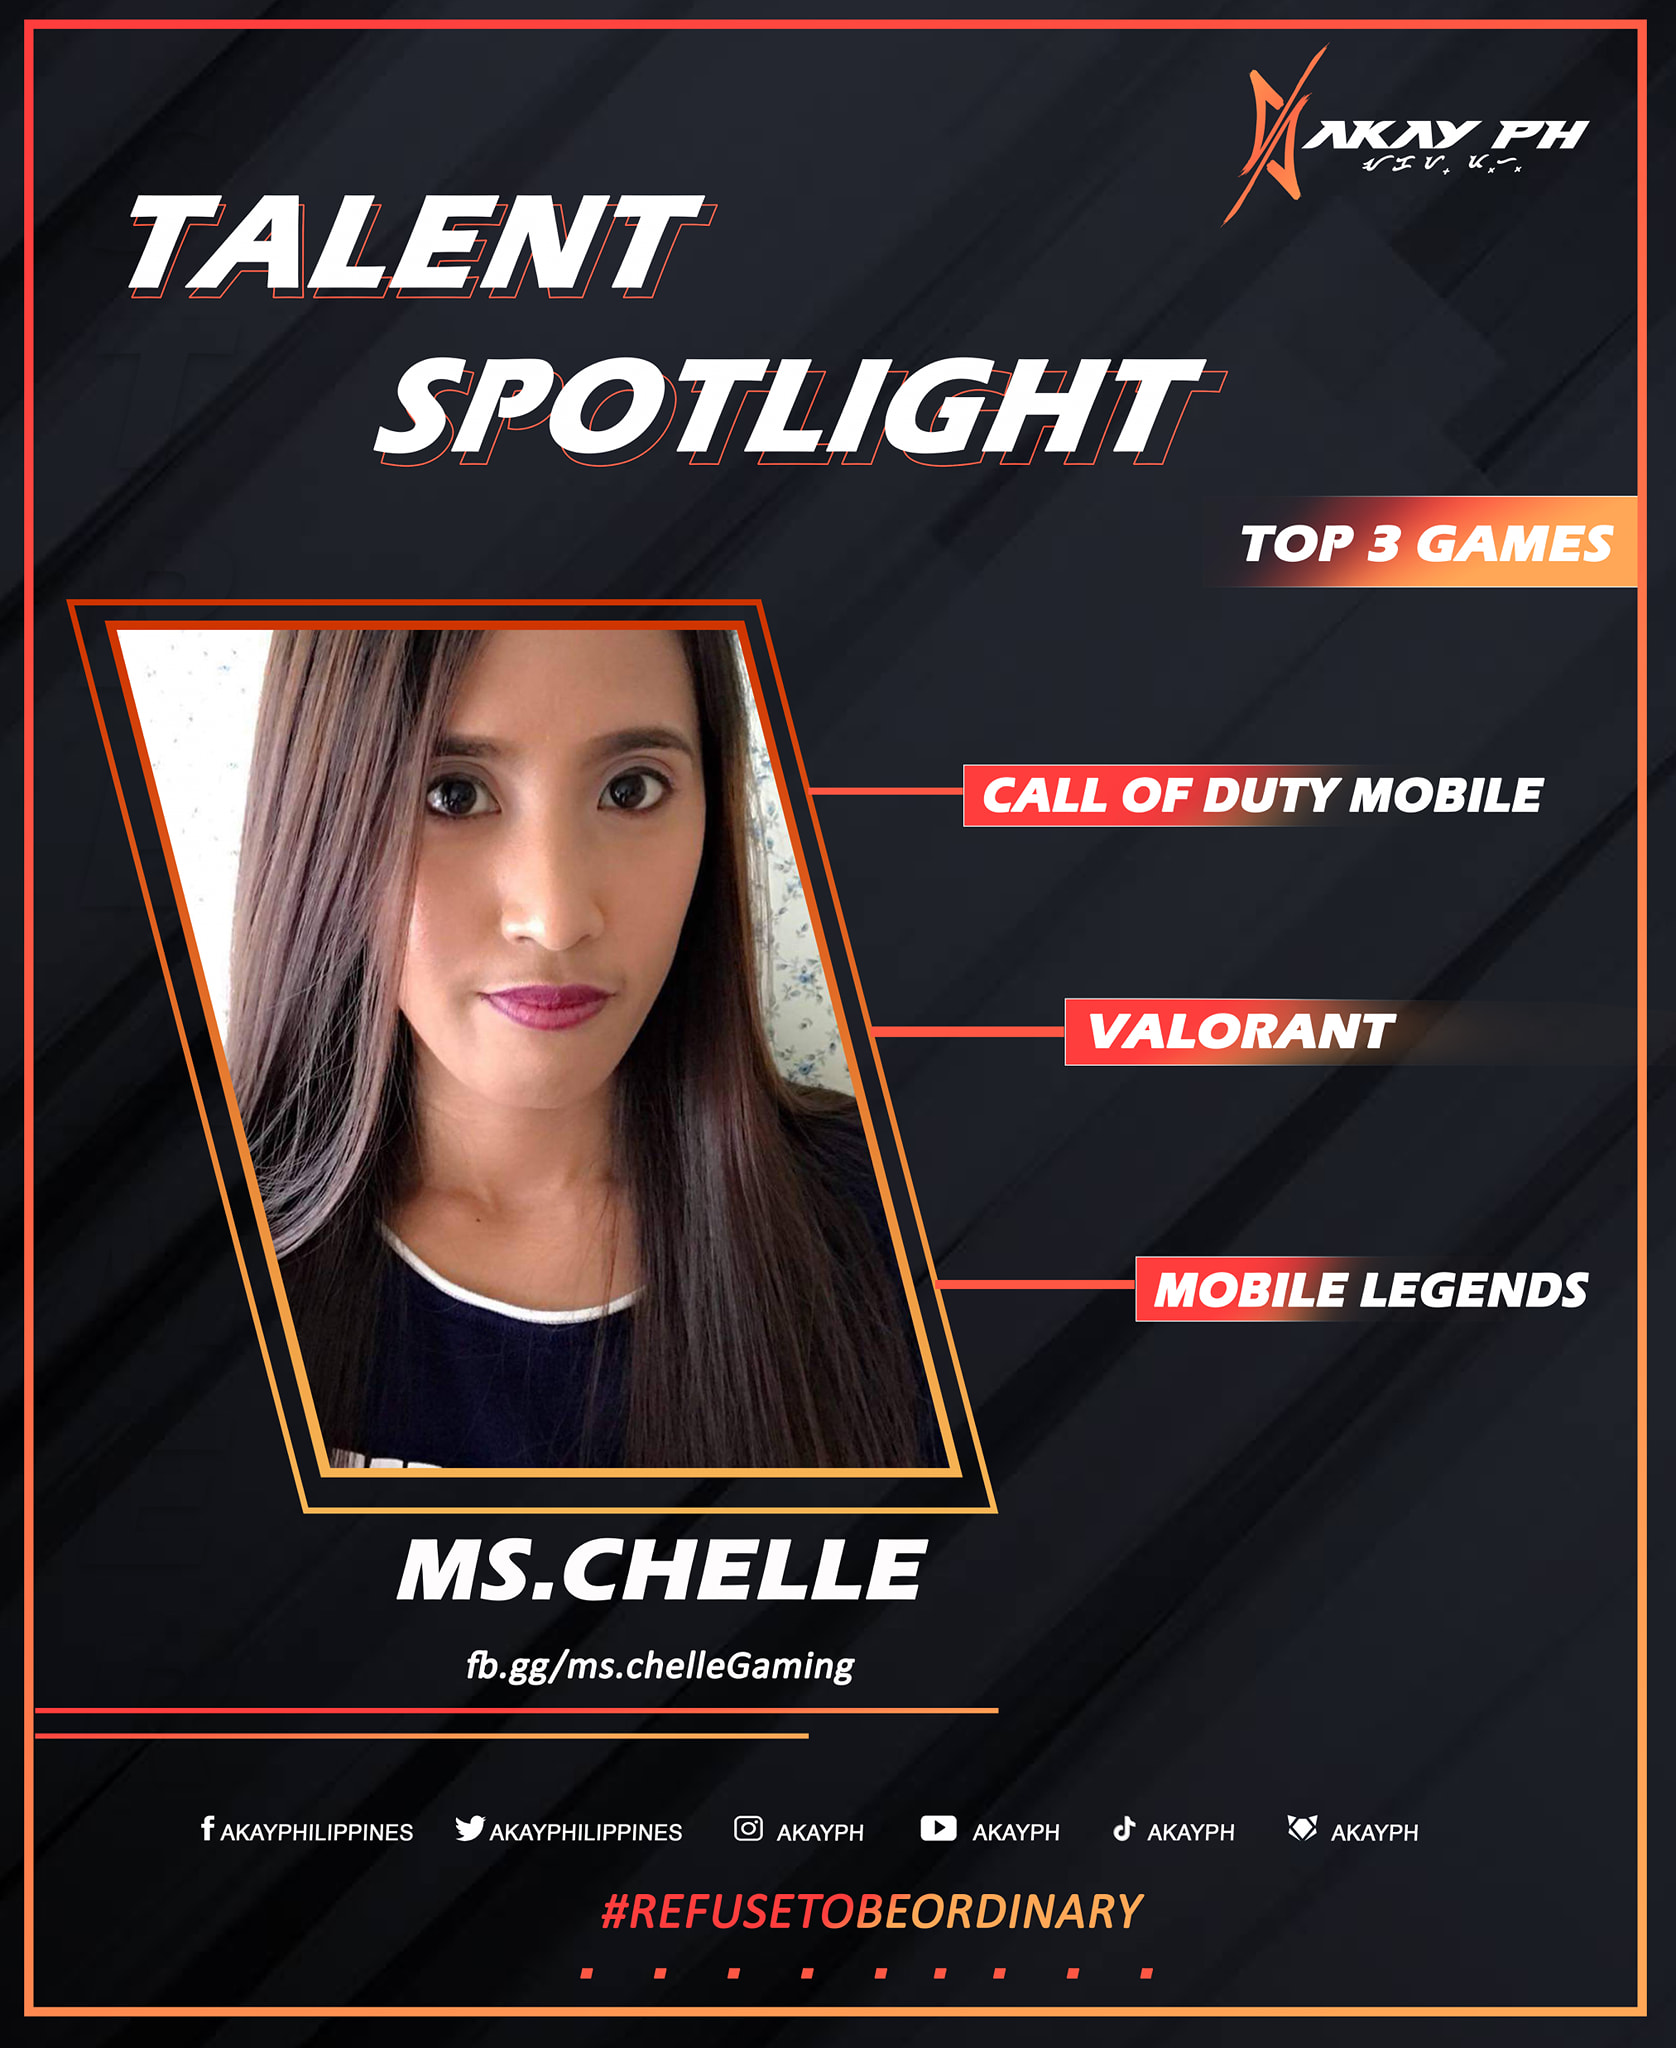 AKAY PH
TALENT
SPOTLIGHT
TOP 3 GAMES
CALL OF DUTY MOBILE
VALORANT
MOBILE LEGENDS
MS.CHELLE
fb.gg/ms.chelleGaming
AKAYPHILIPPINES AKAYPHILIPPINES AKAYPH AKAYPH AKAYPH AKAYPH
#REFUSETOBEORDINARY